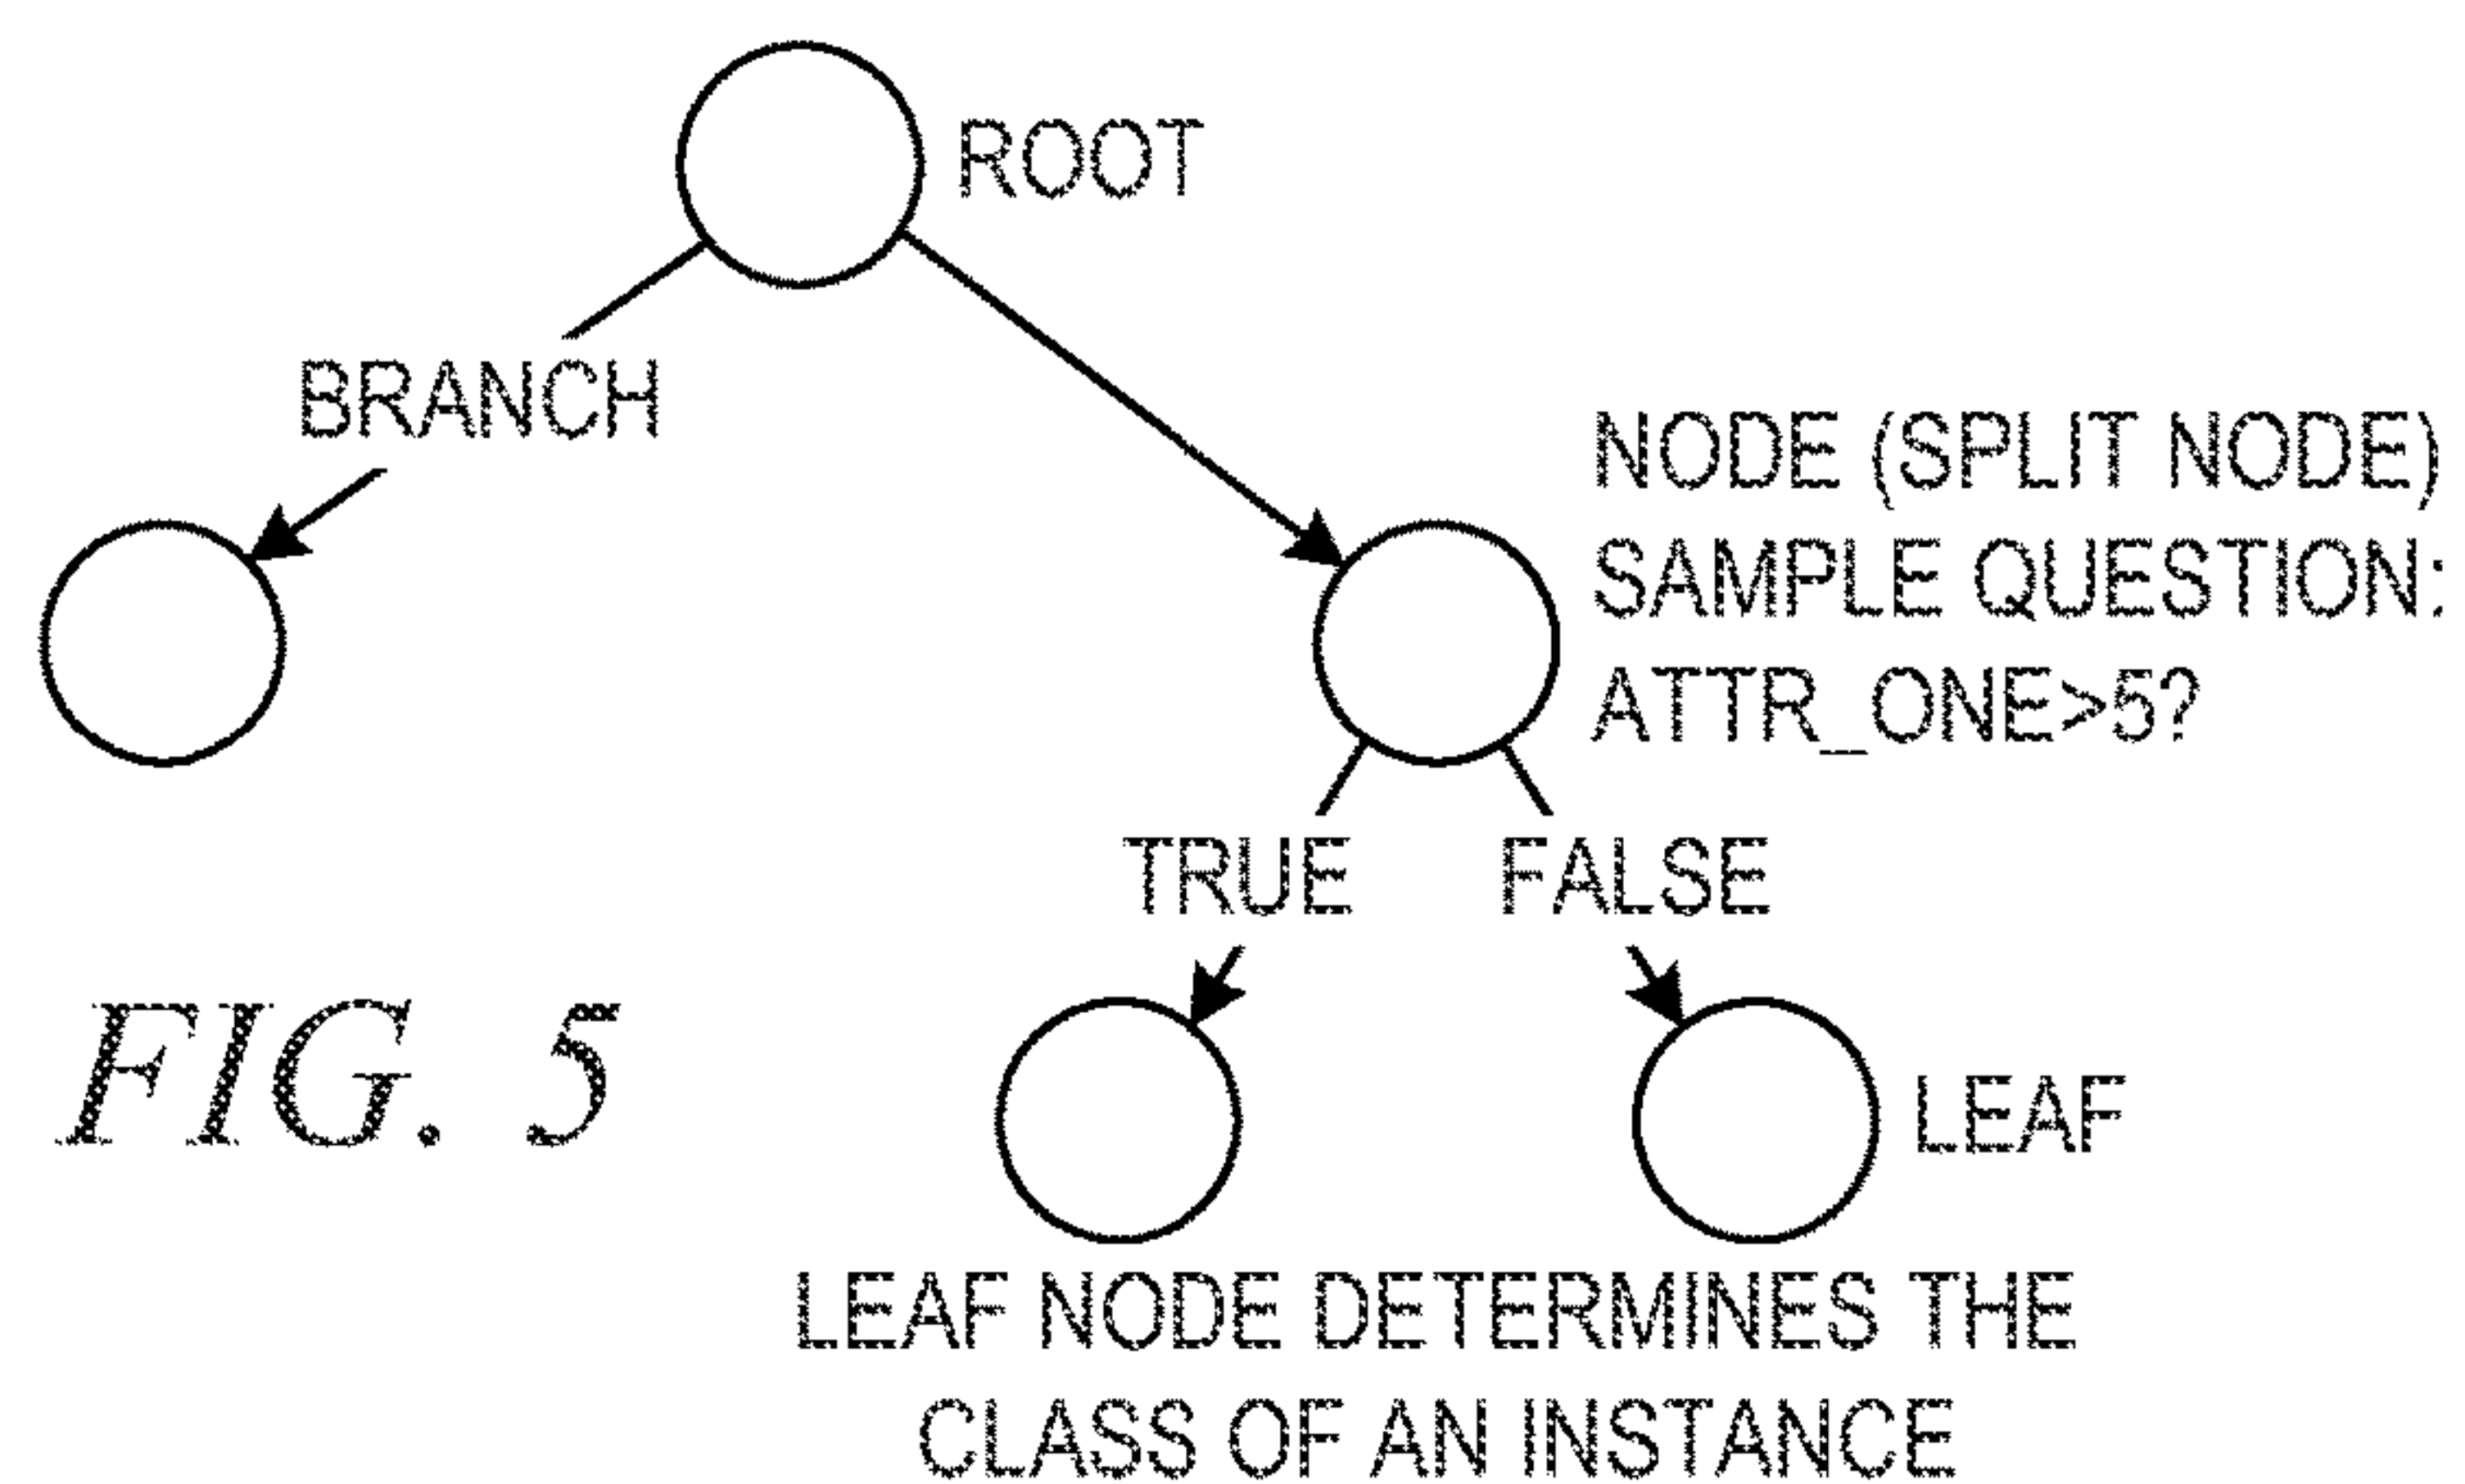 ROOT
BRANCH
NODE (SPLIT NODE)
SAMPLE QUESTION:
ATTR_ONE>5?
TRUE
FALSE
FIG. 5
LEAF
LEAF NODE DETERMINES THE
CLASS OF AN INSTANCE